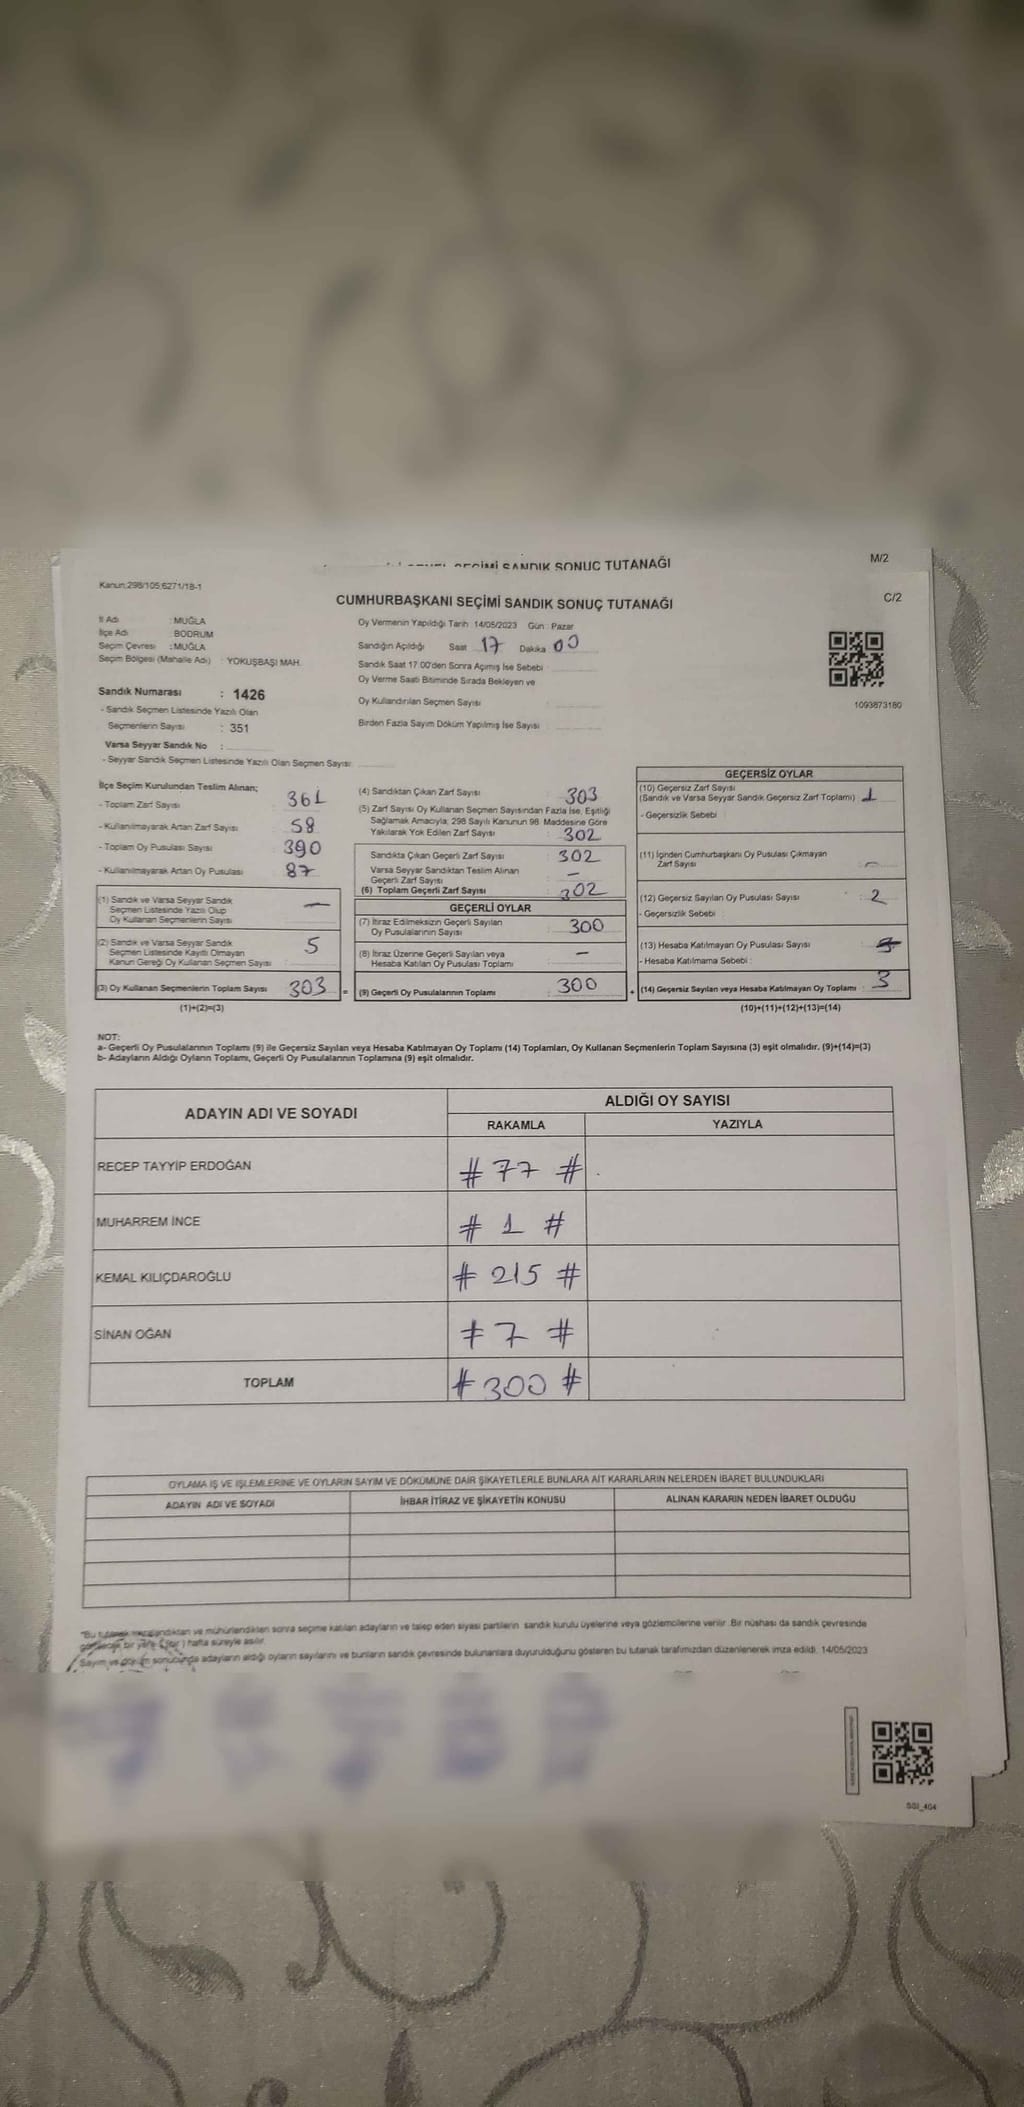 SEÇİMİ SANDIK SONUÇ TUTANAĞI
M/2
Kanun:298/105;6271/18-1
CUMHURBAŞKANI SEÇİMİ SANDIK SONUÇ TUTANAĞI
C/2
İl Adı : MUĞLA
İlçe Adı : BODRUM
Seçim Çevresi : MUĞLA
Seçim Bölgesi (Mahalle Adı) : YOKUŞBAŞI MAH.
Sandık Numarası : 1426
- Sandık Seçmen Listesinde Yazılı Olan
Seçmenlerin Sayısı : 351
Varsa Seyyar Sandık No :
- Seyyar Sandık Seçmen Listesinde Yazılı Olan Seçmen Sayısı:
Oy Vermenin Yapıldığı Tarih 14/05/2023 Gün : Pazar
Sandığın Açıldığı Saat 17 Dakika 00
Sandık Saat 17.00'den Sonra Açılmış İse Sebebi
Oy Verme Saati Bitiminde Sırada Bekleyen ve
Oy Kullandırılan Seçmen Sayısı :
Birden Fazla Sayım Döküm Yapılmış İse Sayısı :
1093873180
İlçe Seçim Kurulundan Teslim Alınan;
- Toplam Zarf Sayısı : 361
- Kullanılmayarak Artan Zarf Sayısı : 58
- Toplam Oy Pusulası Sayısı : 390
- Kullanılmayarak Artan Oy Pusulası : 87
(1) Sandık ve Varsa Seyyar Sandık
Seçmen Listesinde Yazılı Olup
Oy Kullanan Seçmenlerin Sayısı : —
(2) Sandık ve Varsa Seyyar Sandık
Seçmen Listesinde Kayıtlı Olmayan
Kanun Gereği Oy Kullanan Seçmen Sayısı : 5
(3) Oy Kullanan Seçmenlerin Toplam Sayısı : 303 =
(1)+(2)=(3)
(4) Sandıktan Çıkan Zarf Sayısı : 303
(5) Zarf Sayısı Oy Kullanan Seçmen Sayısından Fazla İse, Eşitliği
Sağlamak Amacıyla; 298 Sayılı Kanunun 98. Maddesine Göre
Yakılarak Yok Edilen Zarf Sayısı : 302
Sandıkta Çıkan Geçerli Zarf Sayısı : 302
Varsa Seyyar Sandıktan Teslim Alınan
Geçerli Zarf Sayısı : —
(6) Toplam Geçerli Zarf Sayısı : 302
GEÇERLİ OYLAR
(7) İtiraz Edilmeksizin Geçerli Sayılan
Oy Pusulalarının Sayısı : 300
(8) İtiraz Üzerine Geçerli Sayılan veya
Hesaba Katılan Oy Pusulası Toplamı : —
(9) Geçerli Oy Pusulalarının Toplamı : 300 +
GEÇERSİZ OYLAR
(10) Geçersiz Zarf Sayısı
(Sandık ve Varsa Seyyar Sandık Geçersiz Zarf Toplamı) : 1
- Geçersizlik Sebebi :
(11) İçinden Cumhurbaşkanı Oy Pusulası Çıkmayan
Zarf Sayısı : —
(12) Geçersiz Sayılan Oy Pusulası Sayısı : 2
- Geçersizlik Sebebi :
(13) Hesaba Katılmayan Oy Pusulası Sayısı :
- Hesaba Katılmama Sebebi :
(14) Geçersiz Sayılan veya Hesaba Katılmayan Oy Toplamı : 3
(10)+(11)+(12)+(13)=(14)
NOT:
a- Geçerli Oy Pusulalarının Toplamı (9) ile Geçersiz Sayılan veya Hesaba Katılmayan Oy Toplamı (14) Toplamları, Oy Kullanan Seçmenlerin Toplam Sayısına (3) eşit olmalıdır. (9)+(14)=(3)
b- Adayların Aldığı Oyların Toplamı, Geçerli Oy Pusulalarının Toplamına (9) eşit olmalıdır.
ADAYIN ADI VE SOYADI
ALDIĞI OY SAYISI
RAKAMLA YAZIYLA
RECEP TAYYİP ERDOĞAN # 77 #
MUHARREM İNCE # 1 #
KEMAL KILIÇDAROĞLU # 215 #
SİNAN OĞAN # 7 #
TOPLAM # 300 #
OYLAMA İŞ VE İŞLEMLERİNE VE OYLARIN SAYIM VE DÖKÜMÜNE DAİR ŞİKAYETLERLE BUNLARA AİT KARARLARIN NELERDEN İBARET BULUNDUKLARI
ADAYIN ADI VE SOYADI İHBAR İTİRAZ VE ŞİKAYETİN KONUSU ALINAN KARARIN NEDEN İBARET OLDUĞU
*Bu tutanak imzalandıktan ve mühürlendikten sonra seçime katılan adayların ve talep eden siyasi partilerin sandık kurulu üyelerine veya gözlemcilerine verilir. Bir nüshası da sandık çevresinde
görülecek bir yere (bir) hafta süreyle asılır.
Sayım ve döküm sonucunda adayların aldığı oyların sayılarını ve bunların sandık çevresinde bulunanlara duyurulduğunu gösteren bu tutanak tarafımızdan düzenlenerek imza edildi. 14/05/2023
SSI_404